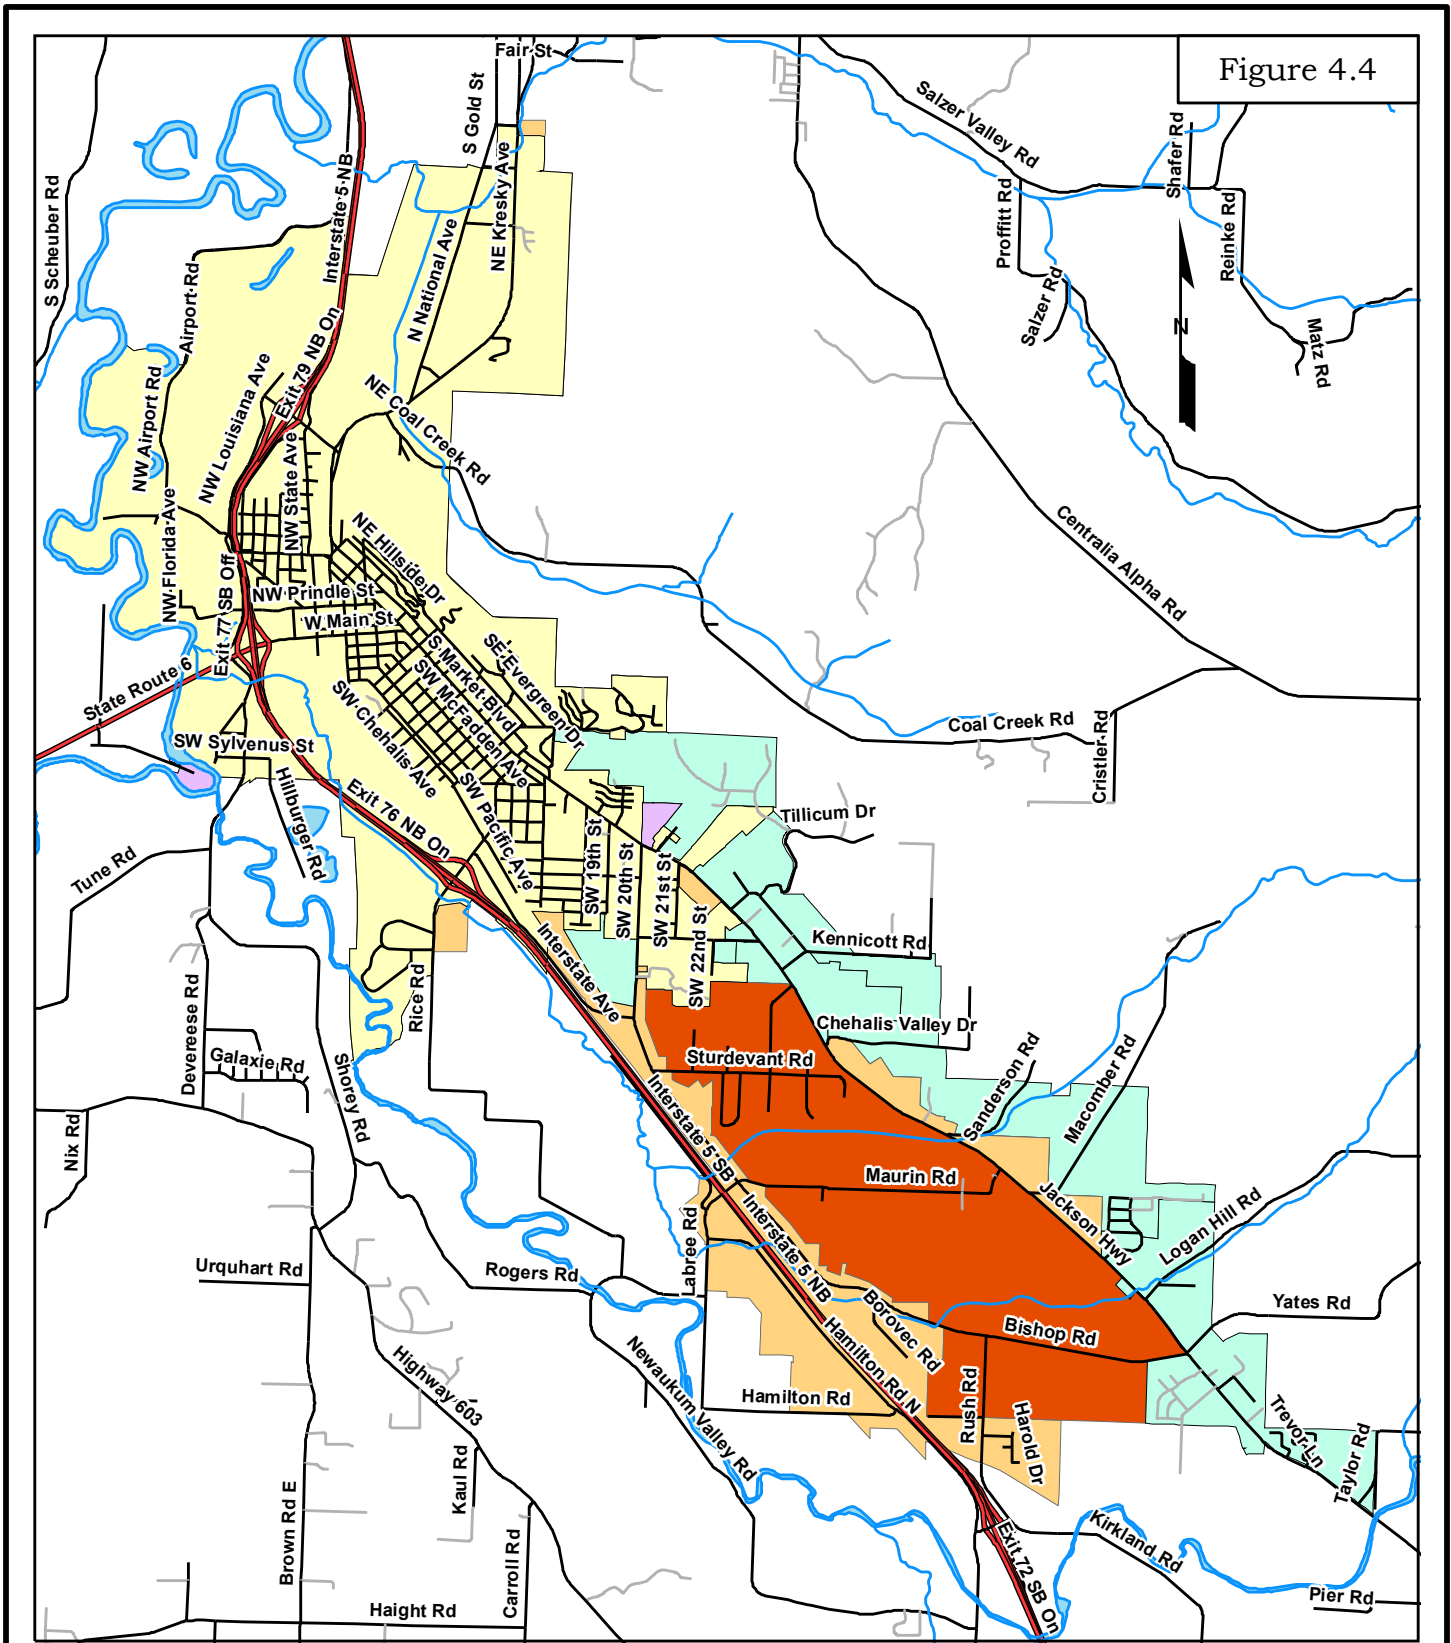 Figure 4.4
Fair St
S Gold St
Salzer Valley Rd
Shafer Rd
S Scheuber Rd
Interstate 5 NB
NE Kresky Ave
Proffitt Rd
Reinke Rd
N National Ave
Airport Rd
Salzer Rd
N
Matz Rd
Exit 79 NB On
NW Louisiana Ave
NW Airport Rd
NE Coal Creek Rd
NW State Ave
NW Florida Ave
NE Hillside Dr
Centralia Alpha Rd
Exit 77 SB Off
NW Prindle St
W Main St
State Route 6
S Market Blvd
SE Evergreen Dr
SW McFadden Ave
SW Chehalis Ave
SW Sylvenus St
Coal Creek Rd
Cristler Rd
Hillburger Rd
Exit 76 NB On
SW Pacific Ave
Tillicum Dr
SW 19th St
SW 20th St
SW 21st St
SW 22nd St
Tune Rd
Kennicott Rd
Interstate Ave
Rice Rd
Devereese Rd
Chehalis Valley Dr
Galaxie Rd
Shorey Rd
Sturdevant Rd
Sanderson Rd
Macomber Rd
Nix Rd
Interstate 5 SB
Maurin Rd
Jackson Hwy
Logan Hill Rd
Labree Rd
Interstate 5 NB
Urquhart Rd
Rogers Rd
Borovec Rd
Bishop Rd
Yates Rd
Highway 603
Newaukum Valley Rd
Hamilton Rd N
Hamilton Rd
Rush Rd
Harold Dr
Trevor Ln
Taylor Rd
Kaul Rd
Brown Rd E
Carroll Rd
Exit 72 SB On
Kirkland Rd
Pier Rd
Haight Rd